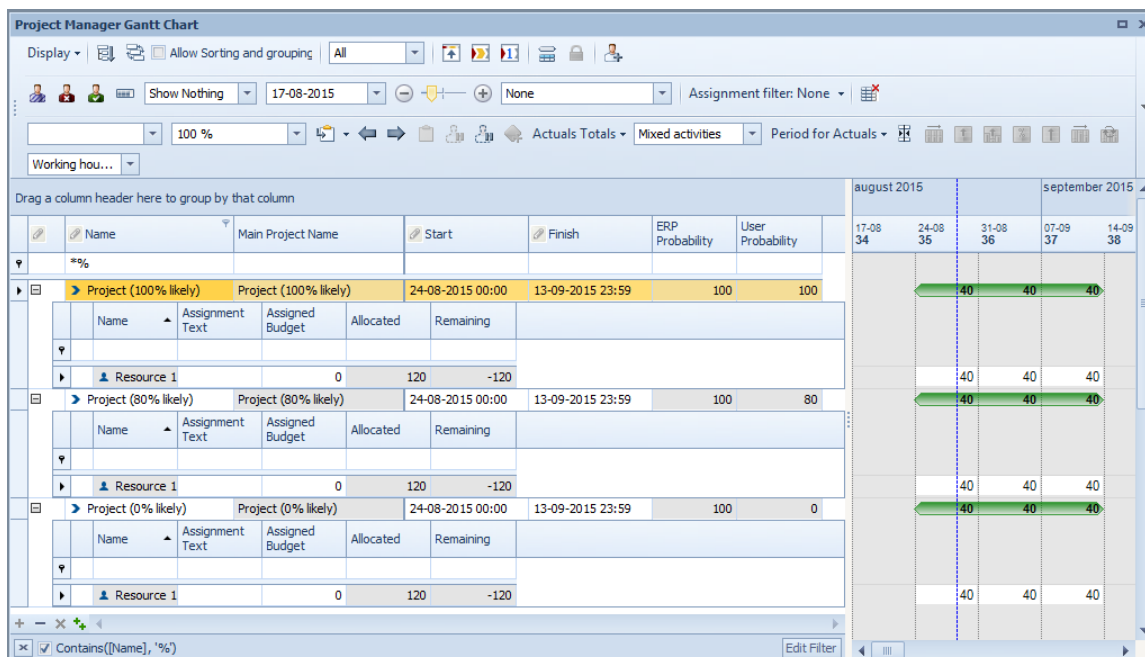 Project Manager Gantt Chart
Display Allow Sorting and grouping All
Show Nothing 17-08-2015 None Assignment filter: None
100 % Actuals Totals Mixed activities Period for Actuals
Working hou...
Drag a column header here to group by that column
august 2015 september 2015
Name Main Project Name Start Finish ERP Probability User Probability
17-08 24-08 31-08 07-09 14-09
34 35 36 37 38
*%
Project (100% likely) Project (100% likely) 24-08-2015 00:00 13-09-2015 23:59 100 100 40 40 40
Name Assignment Text Assigned Budget Allocated Remaining
Resource 1 0 120 -120 40 40 40
Project (80% likely) Project (80% likely) 24-08-2015 00:00 13-09-2015 23:59 100 80 40 40 40
Name Assignment Text Assigned Budget Allocated Remaining
Resource 1 0 120 -120 40 40 40
Project (0% likely) Project (0% likely) 24-08-2015 00:00 13-09-2015 23:59 100 0 40 40 40
Name Assignment Text Assigned Budget Allocated Remaining
Resource 1 0 120 -120 40 40 40
Contains([Name], '%') Edit Filter